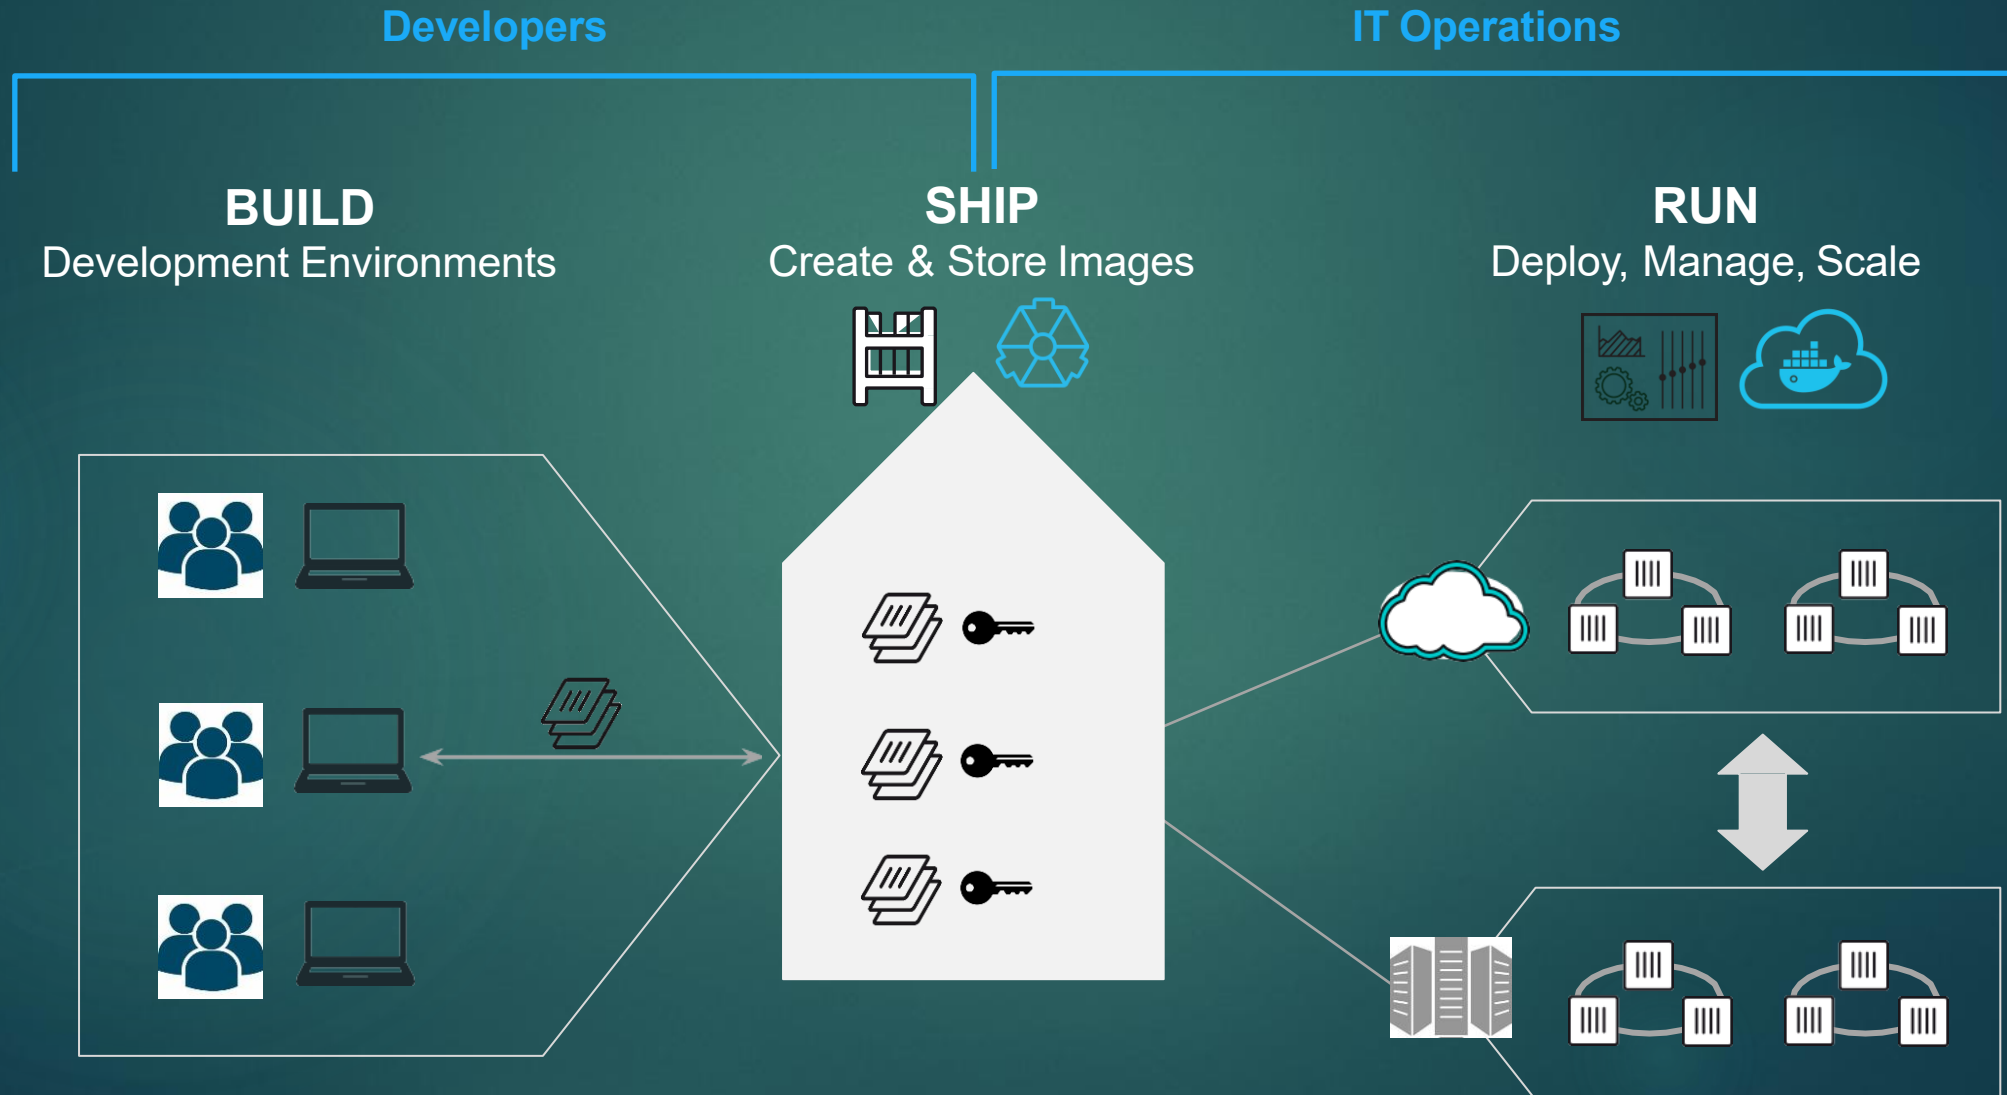 Developers
IT Operations
BUILD
Development Environments
SHIP
Create & Store Images
RUN
Deploy, Manage, Scale